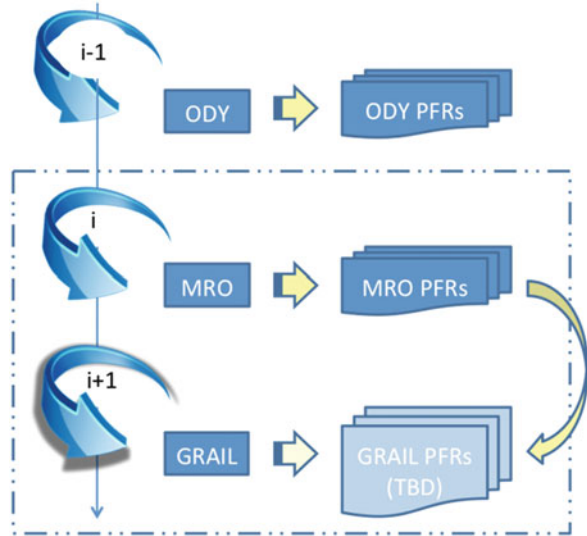 i-1
ODY
ODY PFRs
i
MRO
MRO PFRs
i+1
GRAIL
GRAIL PFRs
(TBD)